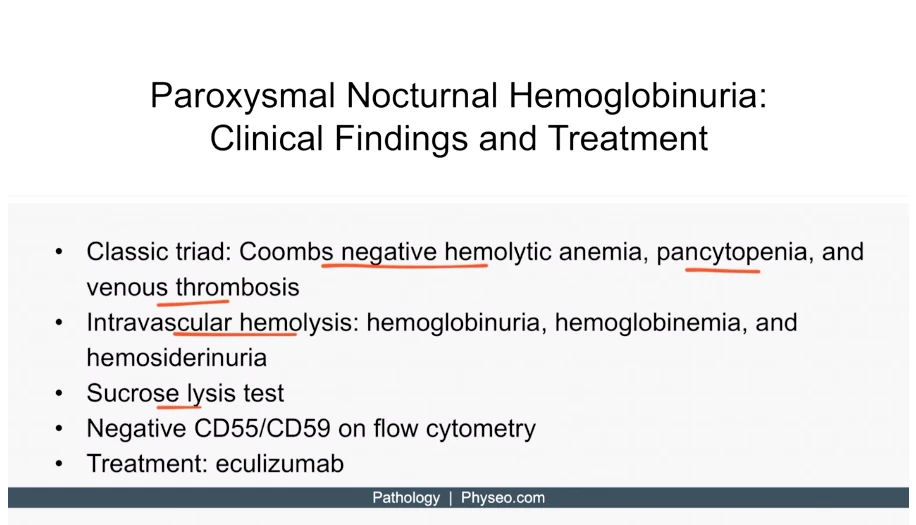 Paroxysmal Nocturnal Hemoglobinuria:
Clinical Findings and Treatment
• Classic triad: Coombs negative hemolytic anemia, pancytopenia, and
venous thrombosis
• Intravascular hemolysis: hemoglobinuria, hemoglobinemia, and
hemosiderinuria
• Sucrose lysis test
• Negative CD55/CD59 on flow cytometry
• Treatment: eculizumab
Pathology | Physeo.com